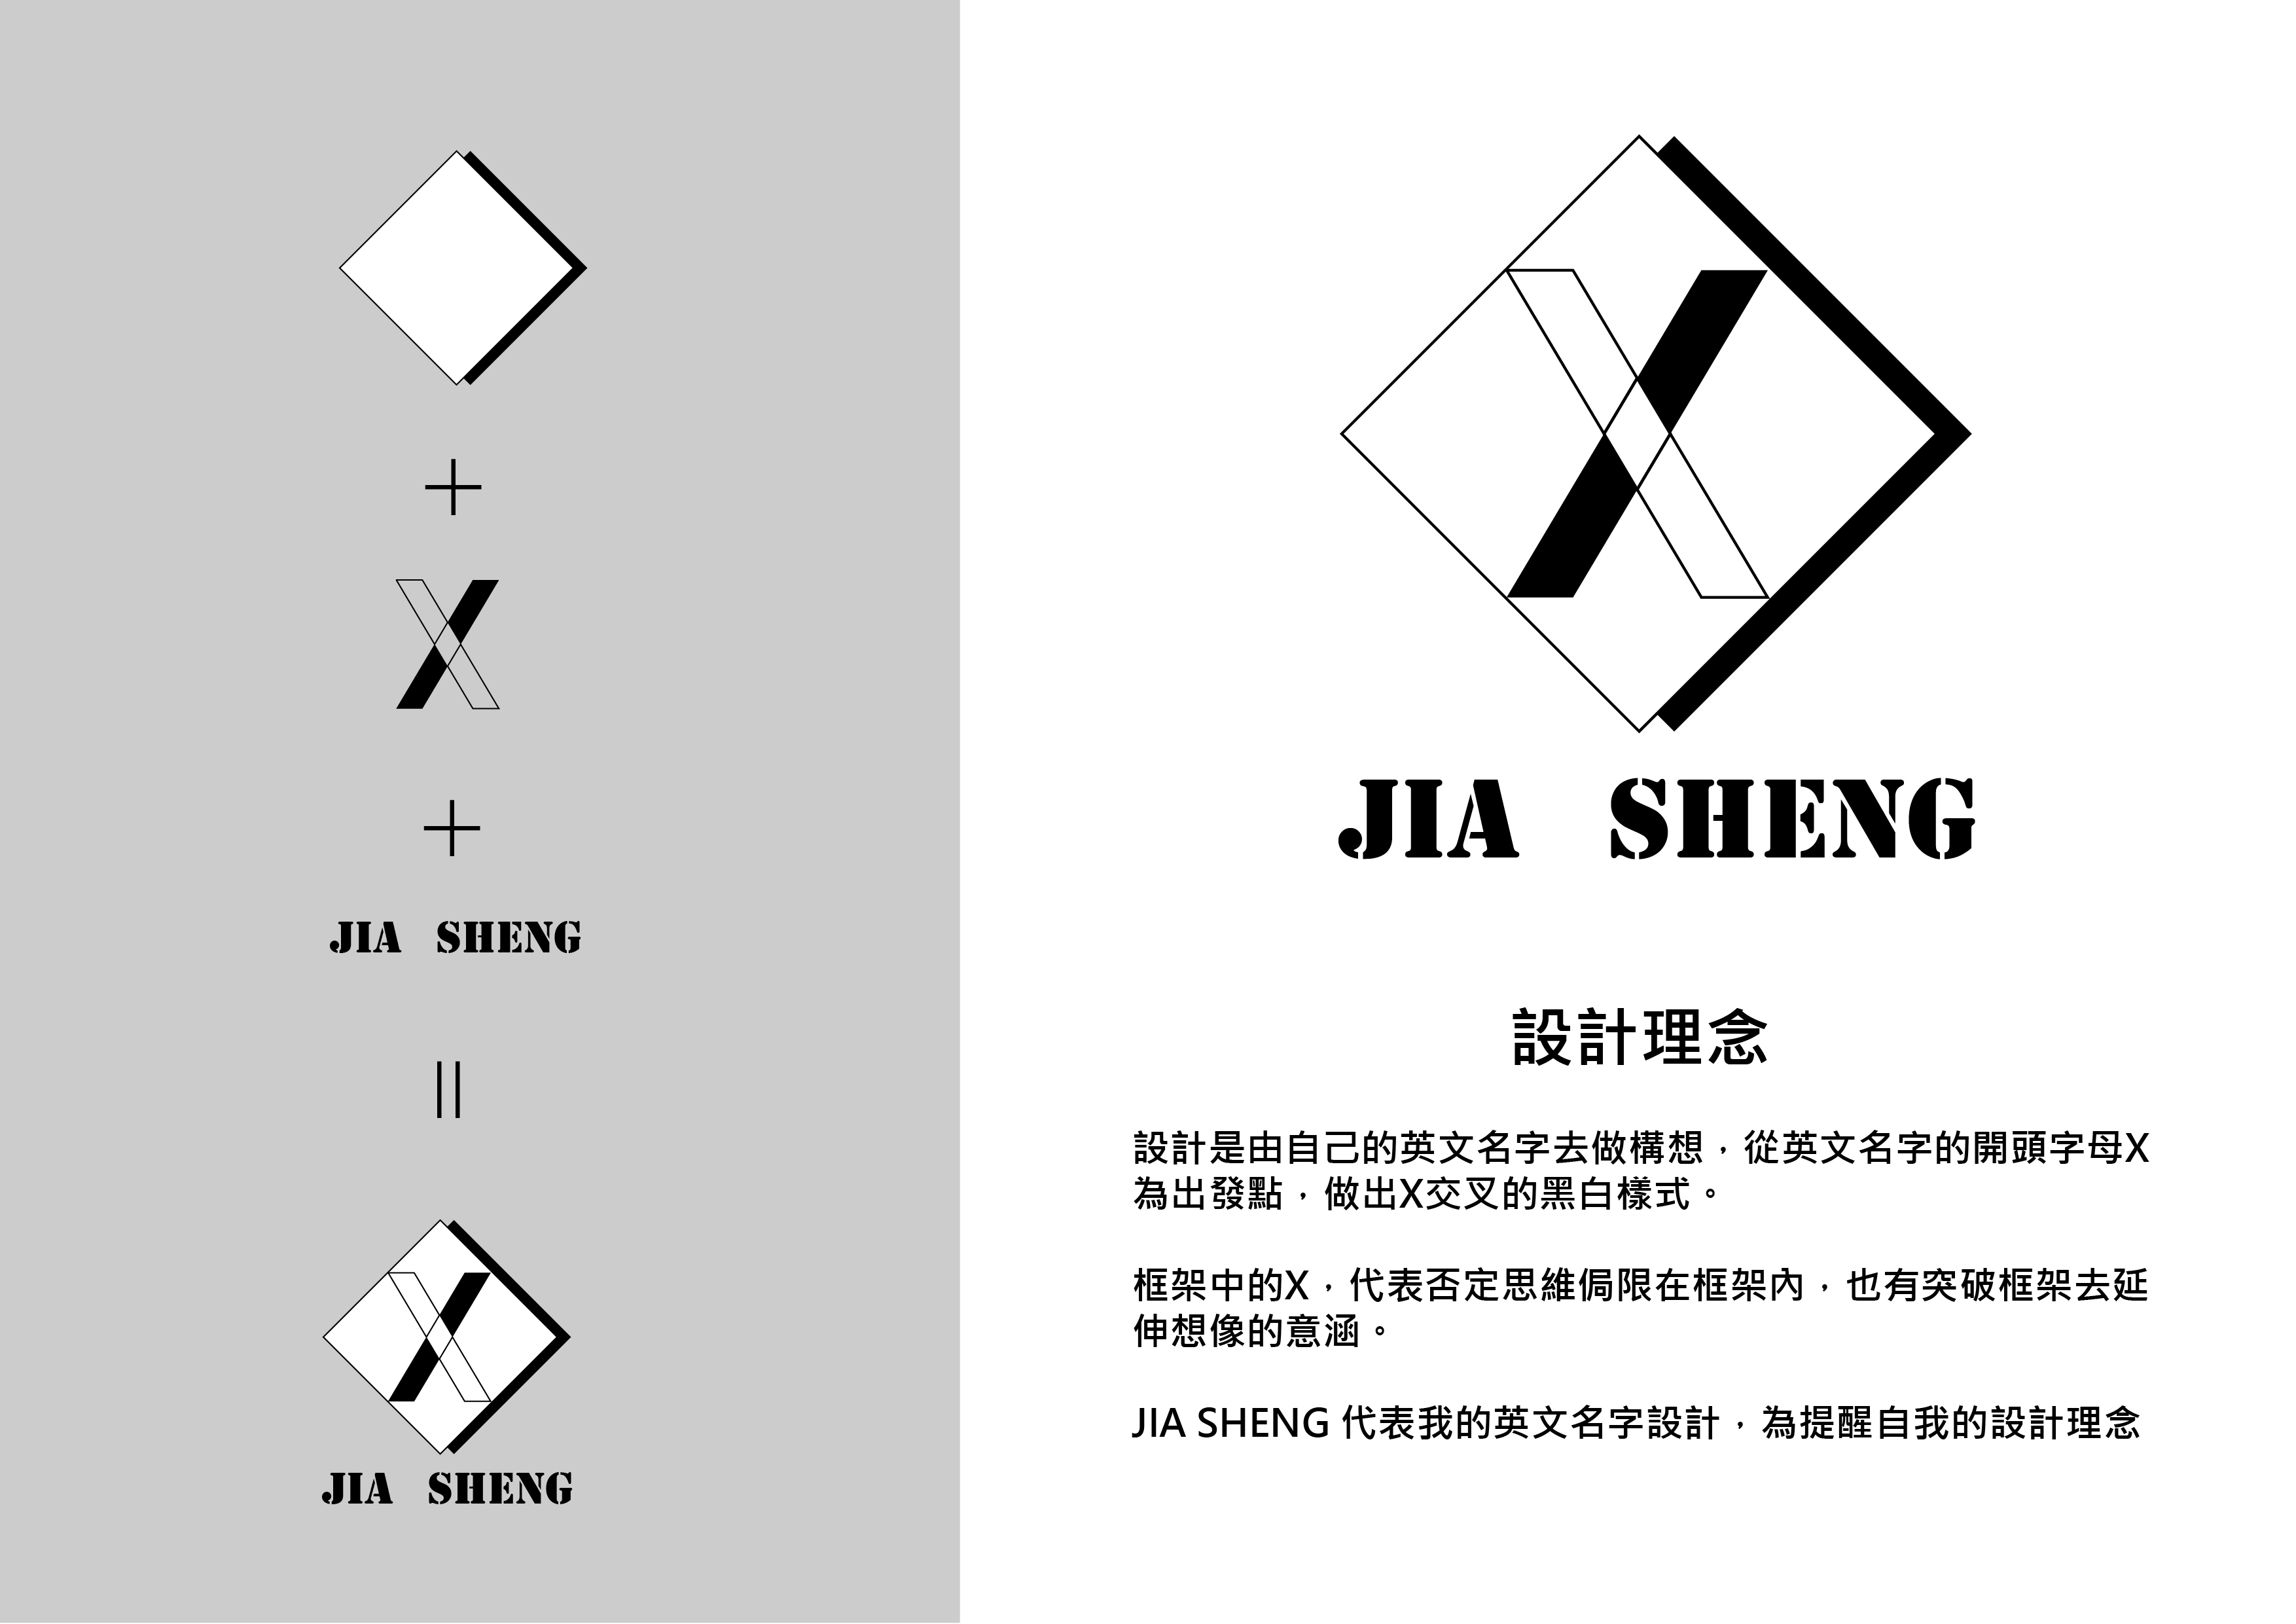 X
JIA SHENG
JIA SHENG
X
JIA SHENG
X
設計理念
設計是由自己的英文名字去做構想，從英文名字的開頭字母X
為出發點，做出X交叉的黑白樣式。
框架中的X，代表否定思維侷限在框架內，也有突破框架去延
伸想像的意涵。
JIA SHENG 代表我的英文名字設計，為提醒自我的設計理念